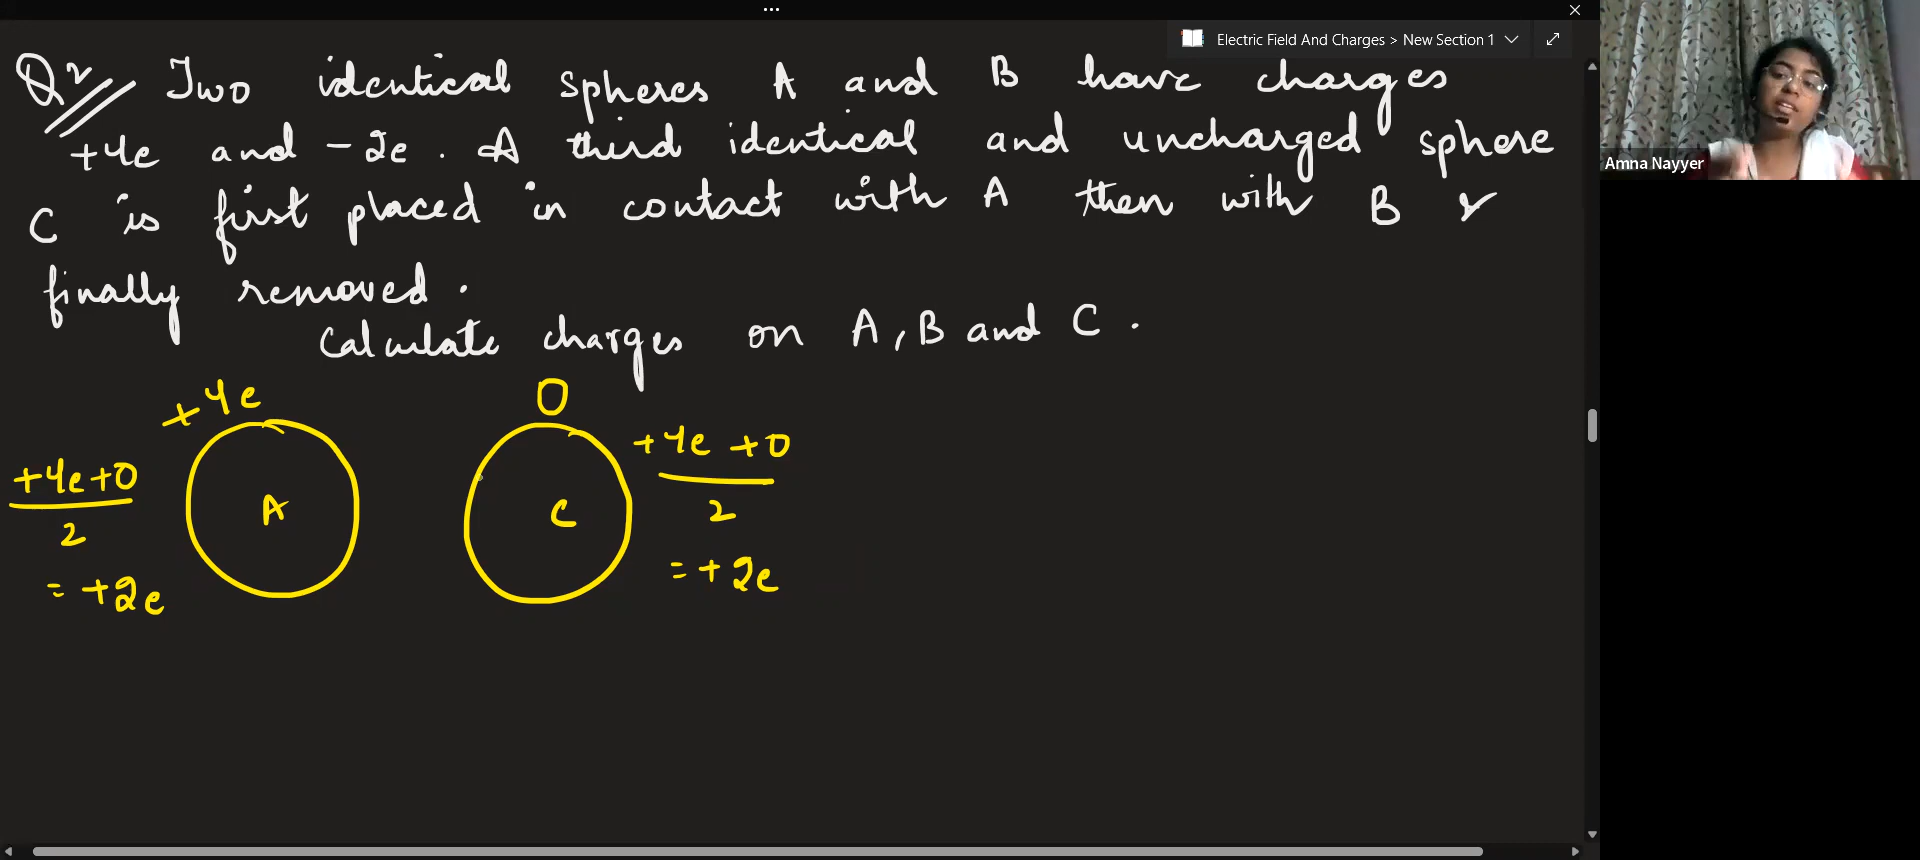 Electric Field And Charges > New Section 1
Q2 Two identical spheres A and B have charges
+4e and -2e. A third identical and uncharged sphere
C is first placed in contact with A then with B &
finally removed.
Calculate charges on A, B and C.
Amna Nayyer
+4e
A
+4e+0
2
= +2e
0
C
+4e +0
2
= +2e